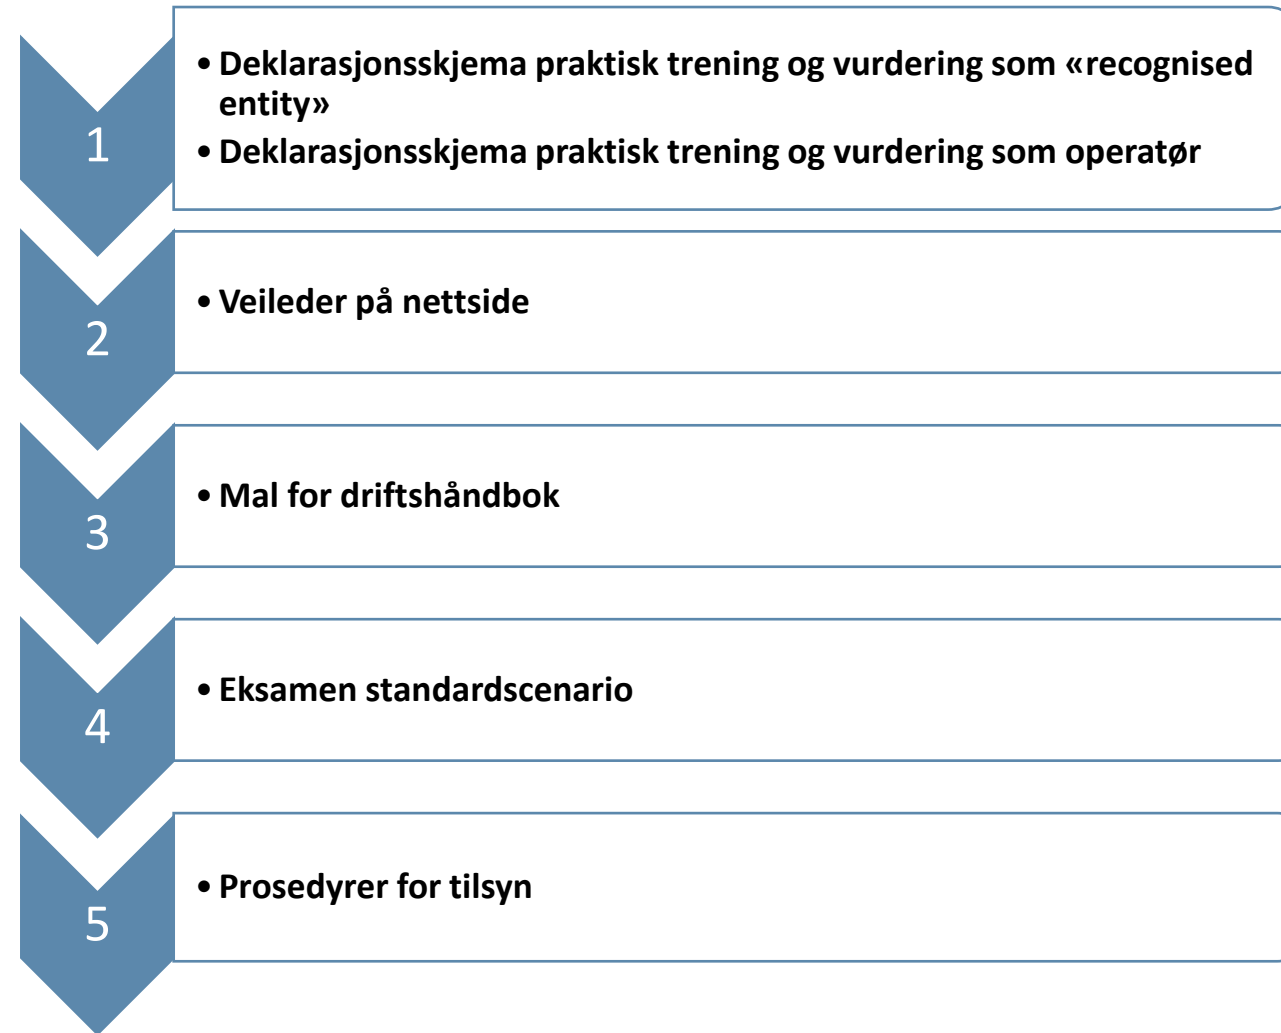 1
• Deklarasjonsskjema praktisk trening og vurdering som «recognised
entity»
• Deklarasjonsskjema praktisk trening og vurdering som operatør
2
• Veileder på nettside
3
• Mal for driftshåndbok
4
• Eksamen standardscenario
5
• Prosedyrer for tilsyn